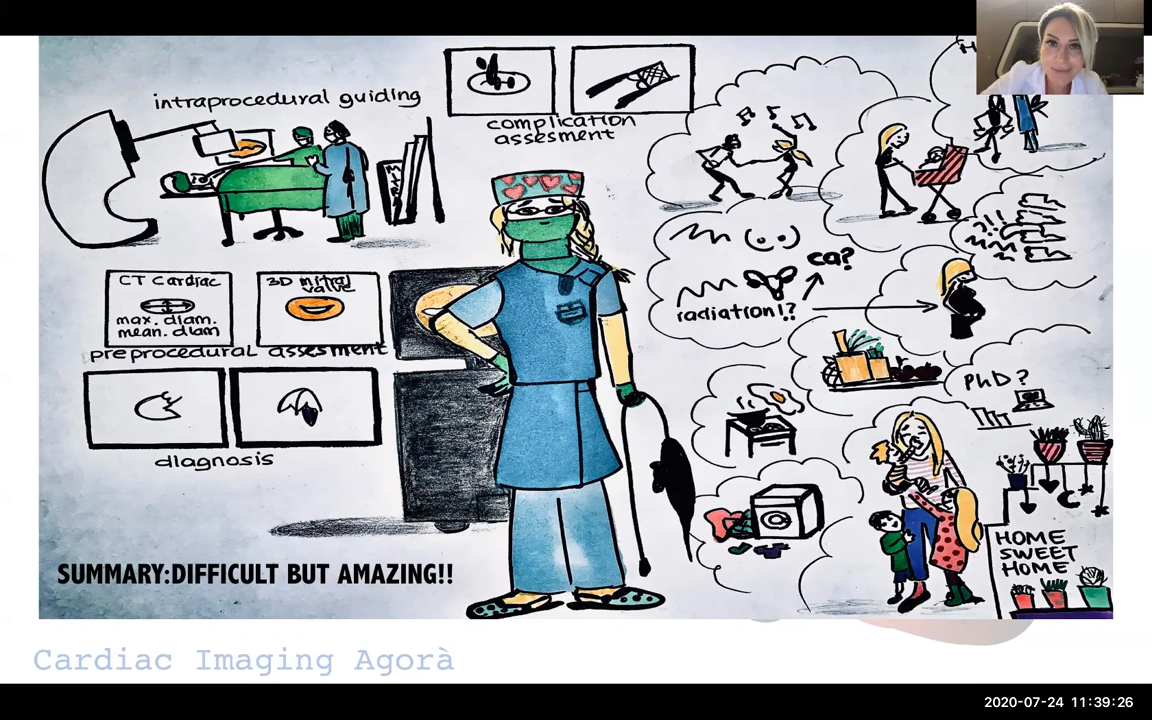 intraprocedural guiding
complication
assesment
MITRA
CT Cardiac
max. diam.
mean. diam
3D mitral
valve
preprocedural assesment
diagnosis
ca?
radiation!.?
PhD?
HOME
SWEET
HOME
SUMMARY:DIFFICULT BUT AMAZING!!
Cardiac Imaging Agorà
2020-07-24 11:39:26